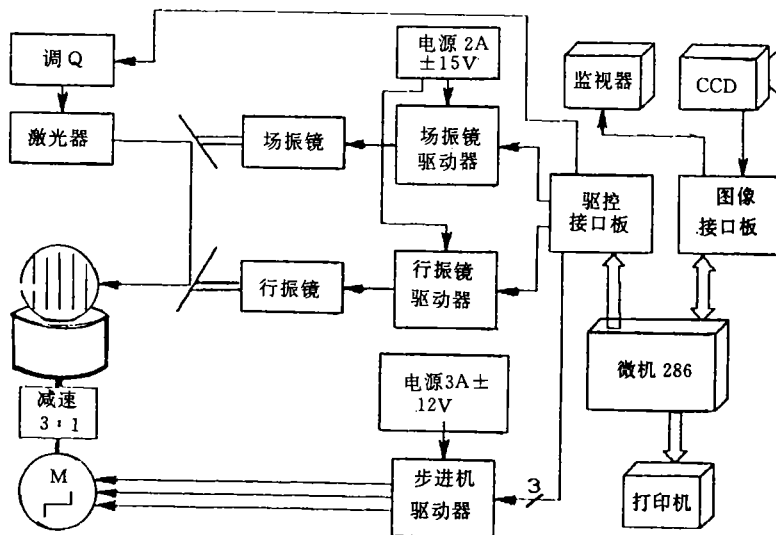 调Q
电源2A
±15V
监视器
CCD
激光器
场振镜
场振镜
驱动器
驱控
接口板
图像
接口板
行振镜
行振镜
驱动器
微机 286
电源3A±
12V
减速
3:1
M
步进机
驱动器
3
打印机